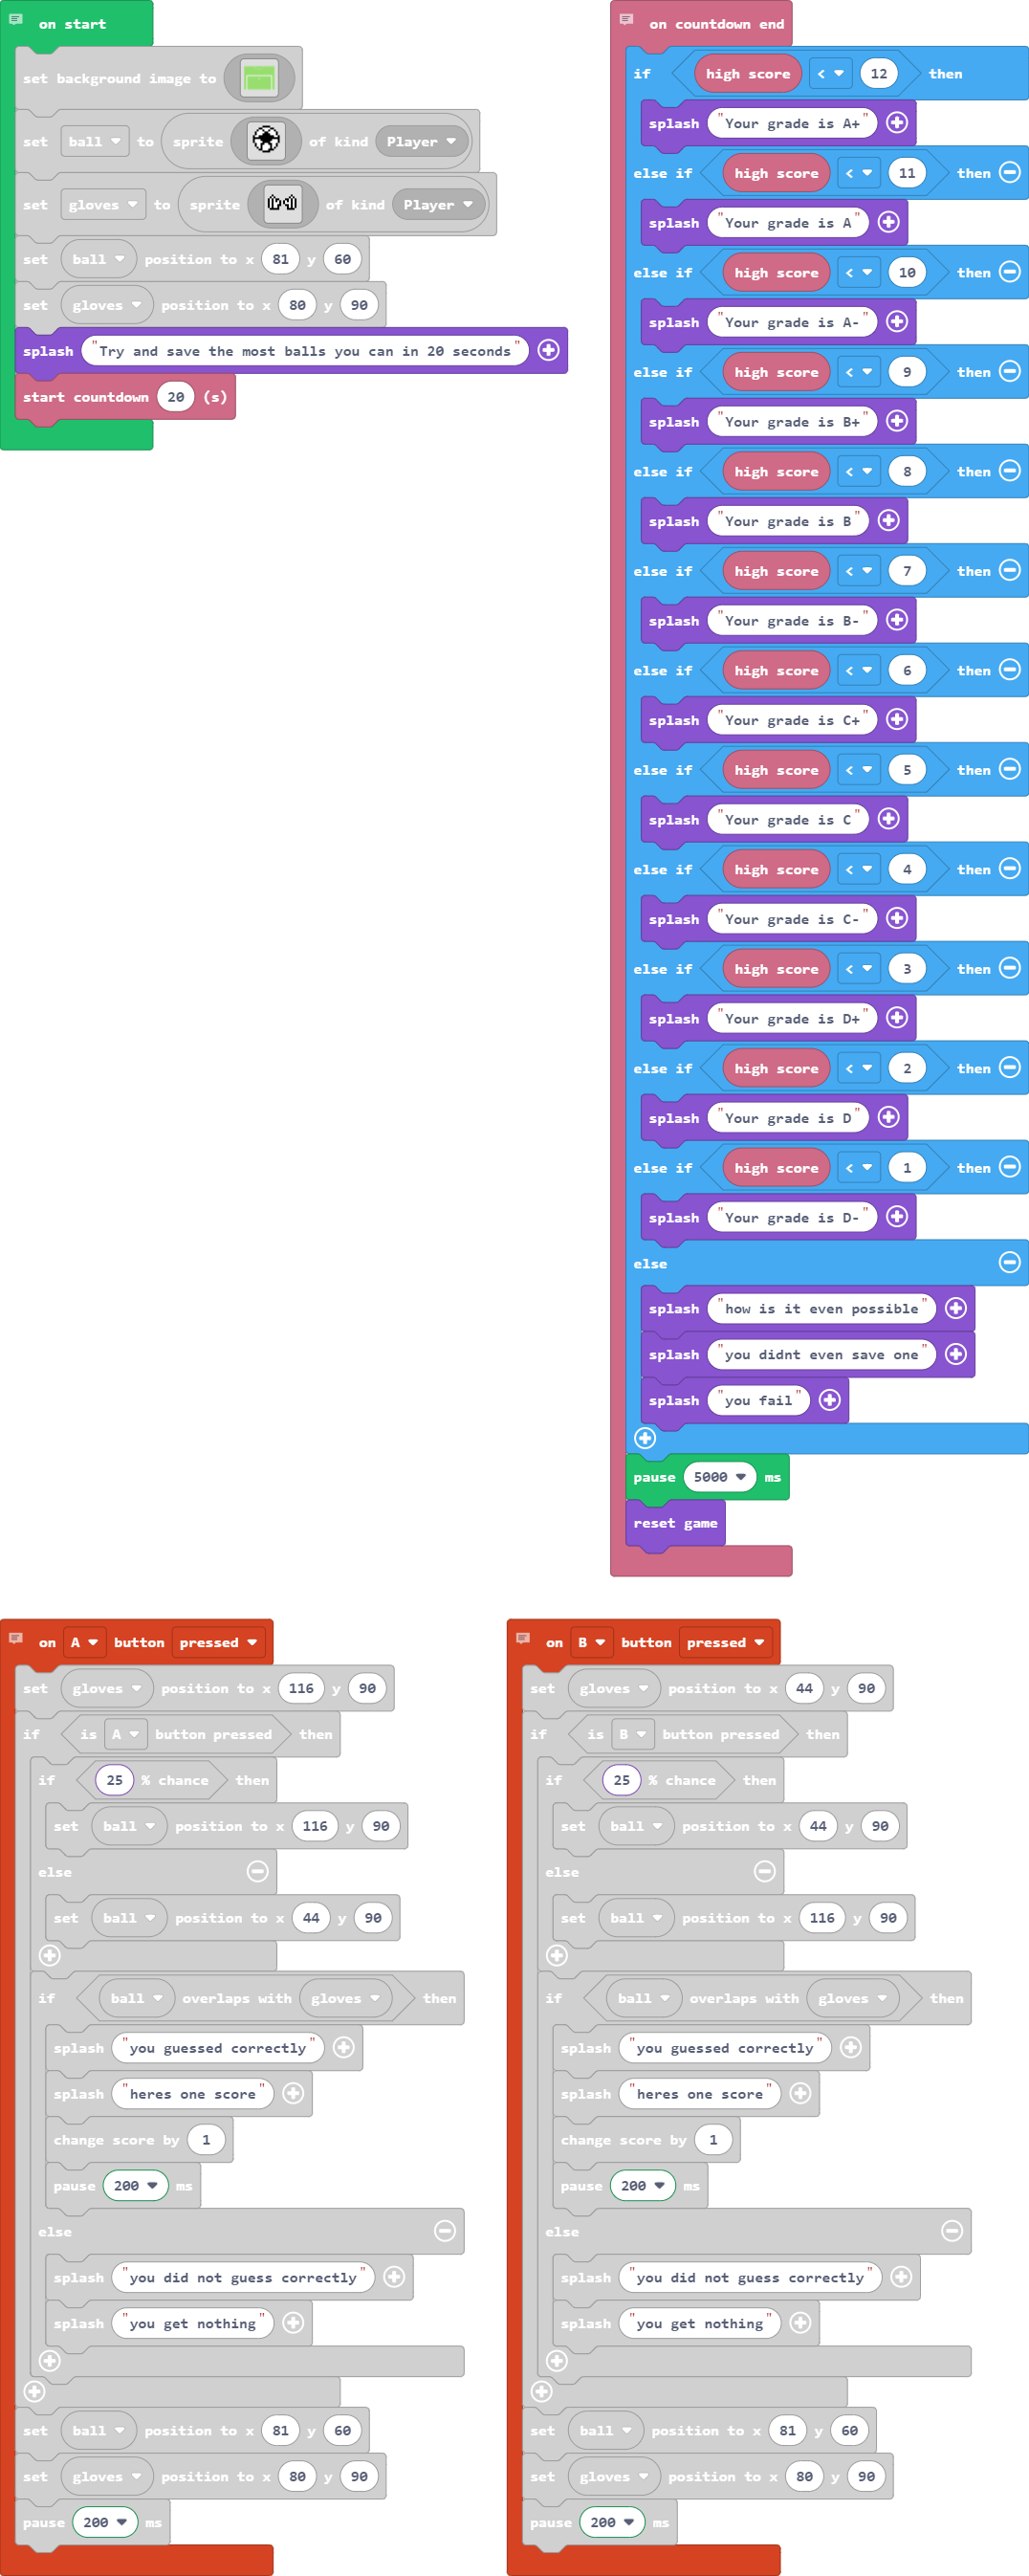 on start
set background image to
set ball to sprite of kind Player
set gloves to sprite of kind Player
set ball position to x 81 y 60
set gloves position to x 80 y 90
splash "Try and save the most balls you can in 20 seconds"
start countdown 20 (s)
on countdown end
if high score < 12 then
splash "Your grade is A+"
else if high score < 11 then
splash "Your grade is A"
else if high score < 10 then
splash "Your grade is A-"
else if high score < 9 then
splash "Your grade is B+"
else if high score < 8 then
splash "Your grade is B"
else if high score < 7 then
splash "Your grade is B-"
else if high score < 6 then
splash "Your grade is C+"
else if high score < 5 then
splash "Your grade is C"
else if high score < 4 then
splash "Your grade is C-"
else if high score < 3 then
splash "Your grade is D+"
else if high score < 2 then
splash "Your grade is D"
else if high score < 1 then
splash "Your grade is D-"
else
splash "how is it even possible"
splash "you didnt even save one"
splash "you fail"
pause 5000 ms
reset game
on A button pressed
set gloves position to x 116 y 90
if is A button pressed then
if 25 % chance then
set ball position to x 116 y 90
else
set ball position to x 44 y 90
if ball overlaps with gloves then
splash "you guessed correctly"
splash "heres one score"
change score by 1
pause 200 ms
else
splash "you did not guess correctly"
splash "you get nothing"
set ball position to x 81 y 60
set gloves position to x 80 y 90
pause 200 ms
on B button pressed
set gloves position to x 44 y 90
if is B button pressed then
if 25 % chance then
set ball position to x 44 y 90
else
set ball position to x 116 y 90
if ball overlaps with gloves then
splash "you guessed correctly"
splash "heres one score"
change score by 1
pause 200 ms
else
splash "you did not guess correctly"
splash "you get nothing"
set ball position to x 81 y 60
set gloves position to x 80 y 90
pause 200 ms